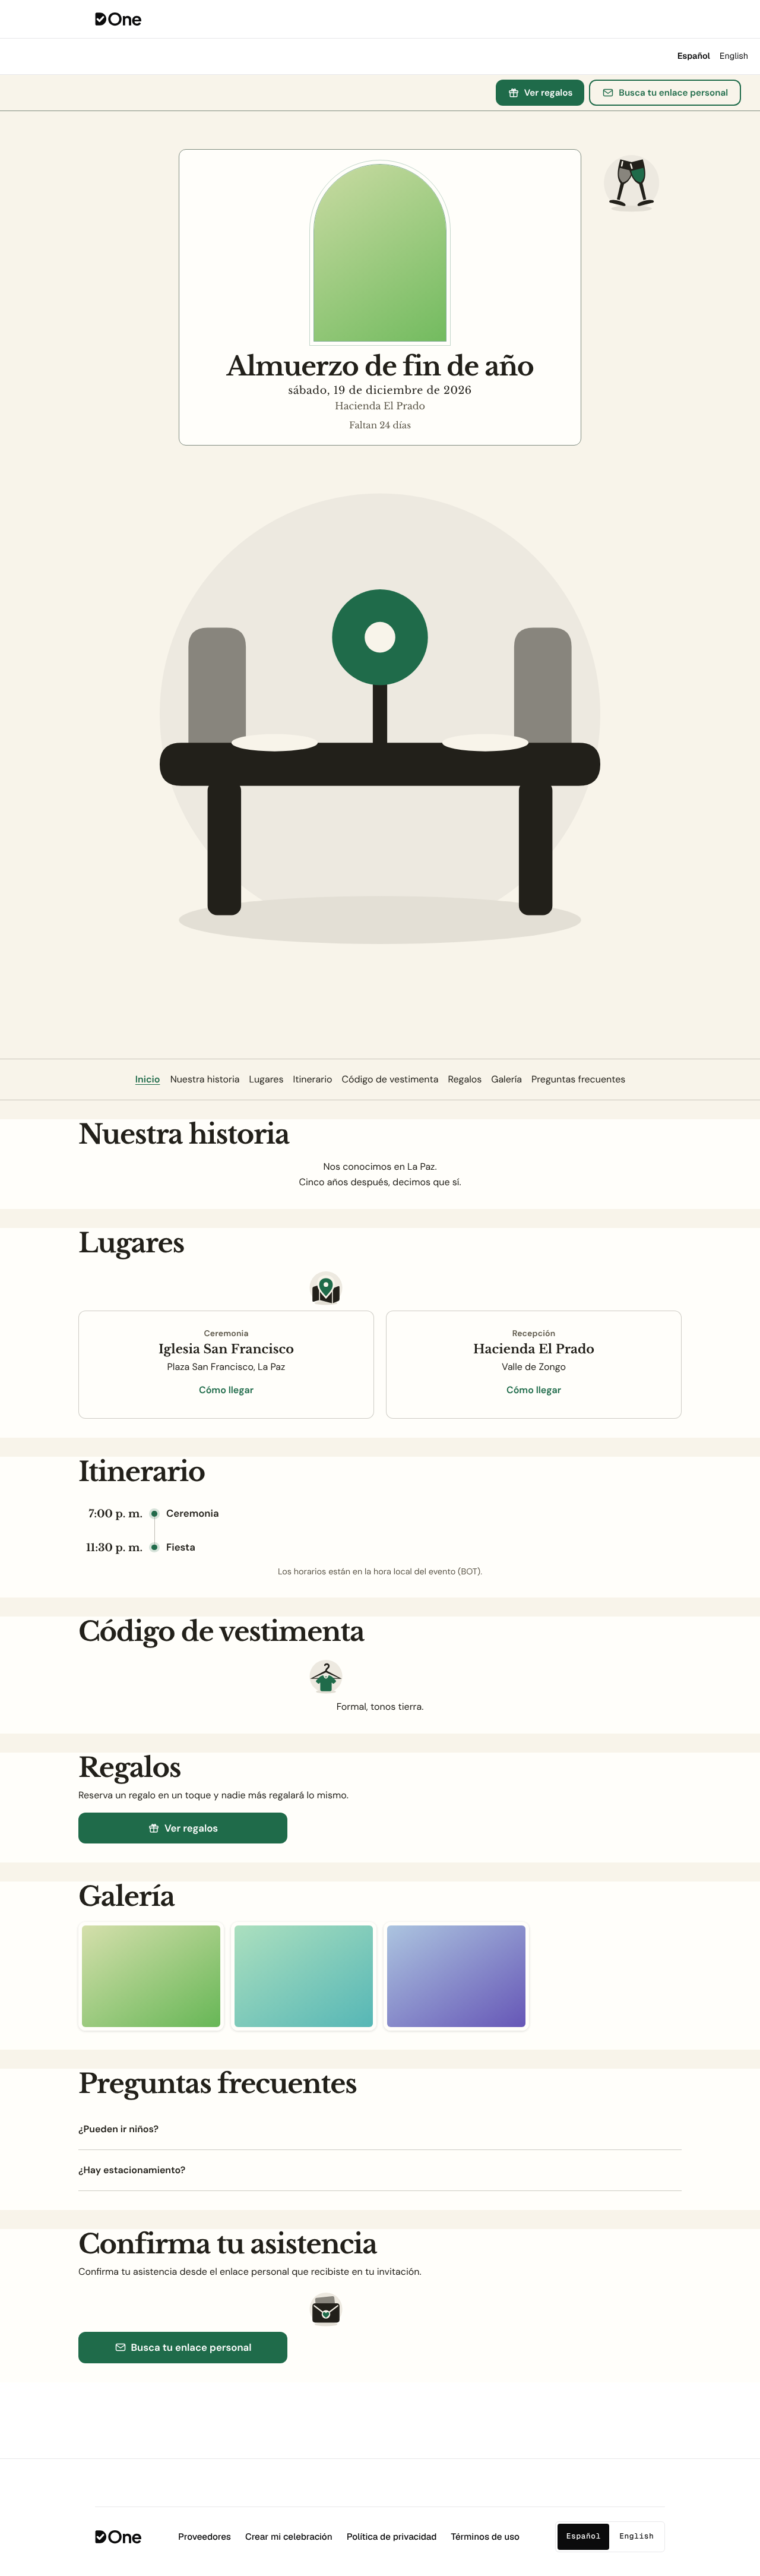 One
Español English
Ver regalos Busca tu enlace personal
Almuerzo de fin de año
sábado, 19 de diciembre de 2026
Hacienda El Prado
Faltan 24 días
Inicio Nuestra historia Lugares Itinerario Código de vestimenta Regalos Galería Preguntas frecuentes
Nuestra historia
Nos conocimos en La Paz.
Cinco años después, decimos que sí.
Lugares
Ceremonia
Iglesia San Francisco
Plaza San Francisco, La Paz
Cómo llegar
Recepción
Hacienda El Prado
Valle de Zongo
Cómo llegar
Itinerario
7:00 p. m. Ceremonia
11:30 p. m. Fiesta
Los horarios están en la hora local del evento (BOT).
Código de vestimenta
Formal, tonos tierra.
Regalos
Reserva un regalo en un toque y nadie más regalará lo mismo.
Ver regalos
Galería
Preguntas frecuentes
¿Pueden ir niños?
¿Hay estacionamiento?
Confirma tu asistencia
Confirma tu asistencia desde el enlace personal que recibiste en tu invitación.
Busca tu enlace personal
One Proveedores Crear mi celebración Política de privacidad Términos de uso Español English